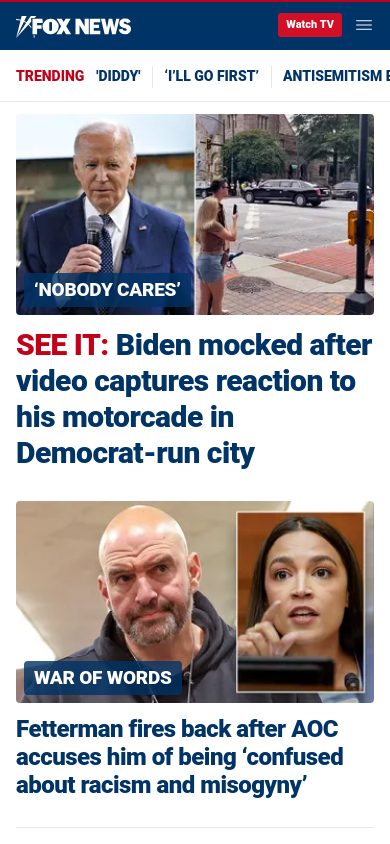 FOX NEWS
Watch TV
TRENDING 'DIDDY' ‘I’LL GO FIRST’ ANTISEMITISM
‘NOBODY CARES’
SEE IT: Biden mocked after
video captures reaction to
his motorcade in
Democrat-run city
WAR OF WORDS
Fetterman fires back after AOC
accuses him of being ‘confused
about racism and misogyny’